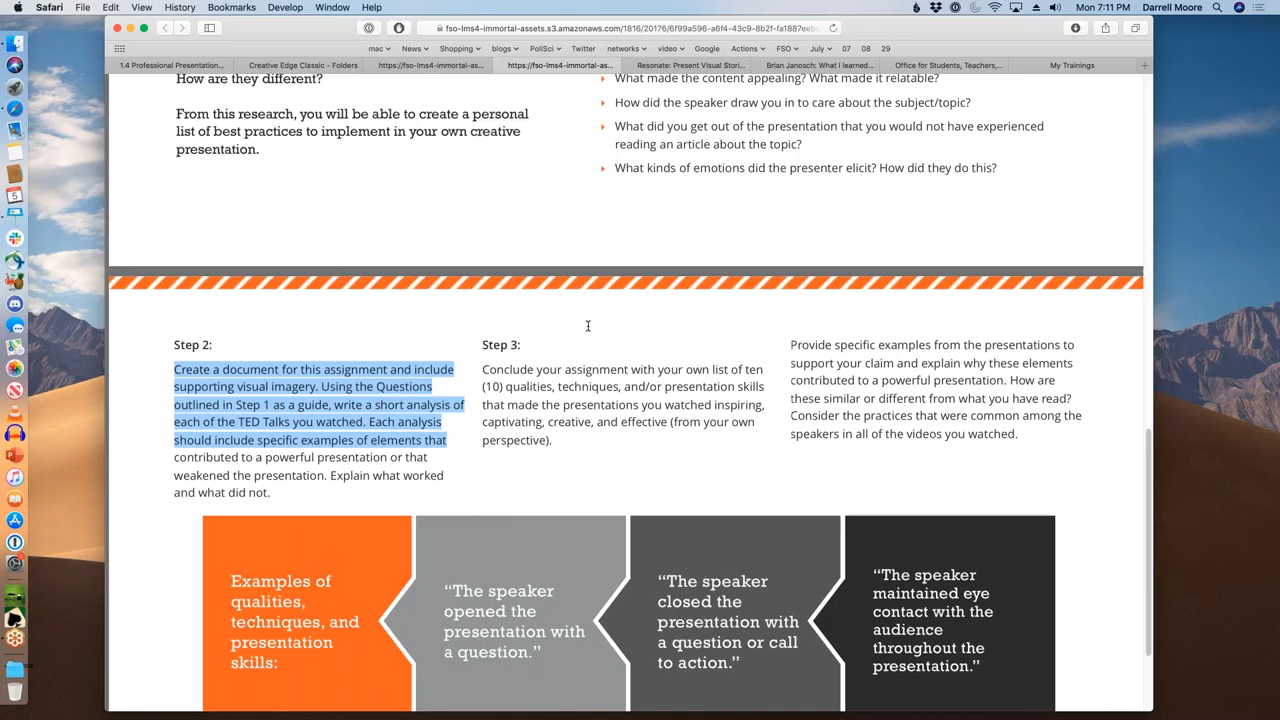 Safari File Edit View History Bookmarks Develop Window Help
Mon 7:11 PM Darrell Moore
fso-lms4-immortal-assets.s3.amazonaws.com/1816/20176/6f99a596-a6f4-43c9-8b2f-fa1887eebc
mac News Shopping blogs PoliSci Twitter networks video Google Actions FSO July 07 08 29
1.4 Professional Presentation...
Creative Edge Classic - Folders
https://fso-lms4-immortal-as...
https://fso-lms4-immortal-as...
Resonate: Present Visual Stori...
Brian Janosch: What I learned...
Office for Students, Teachers,...
My Trainings
How are they different?
From this research, you will be able to create a personal
list of best practices to implement in your own creative
presentation.
What made the content appealing? What made it relatable?
How did the speaker draw you in to care about the subject/topic?
What did you get out of the presentation that you would not have experienced
reading an article about the topic?
What kinds of emotions did the presenter elicit? How did they do this?
Step 2:
Create a document for this assignment and include
supporting visual imagery. Using the Questions
outlined in Step 1 as a guide, write a short analysis of
each of the TED Talks you watched. Each analysis
should include specific examples of elements that
contributed to a powerful presentation or that
weakened the presentation. Explain what worked
and what did not.
Step 3:
Conclude your assignment with your own list of ten
(10) qualities, techniques, and/or presentation skills
that made the presentations you watched inspiring,
captivating, creative, and effective (from your own
perspective).
Provide specific examples from the presentations to
support your claim and explain why these elements
contributed to a powerful presentation. How are
these similar or different from what you have read?
Consider the practices that were common among the
speakers in all of the videos you watched.
Examples of
qualities,
techniques, and
presentation
skills:
“The speaker
opened the
presentation with
a question.”
“The speaker
closed the
presentation with
a question or call
to action.”
“The speaker
maintained eye
contact with the
audience
throughout the
presentation.”